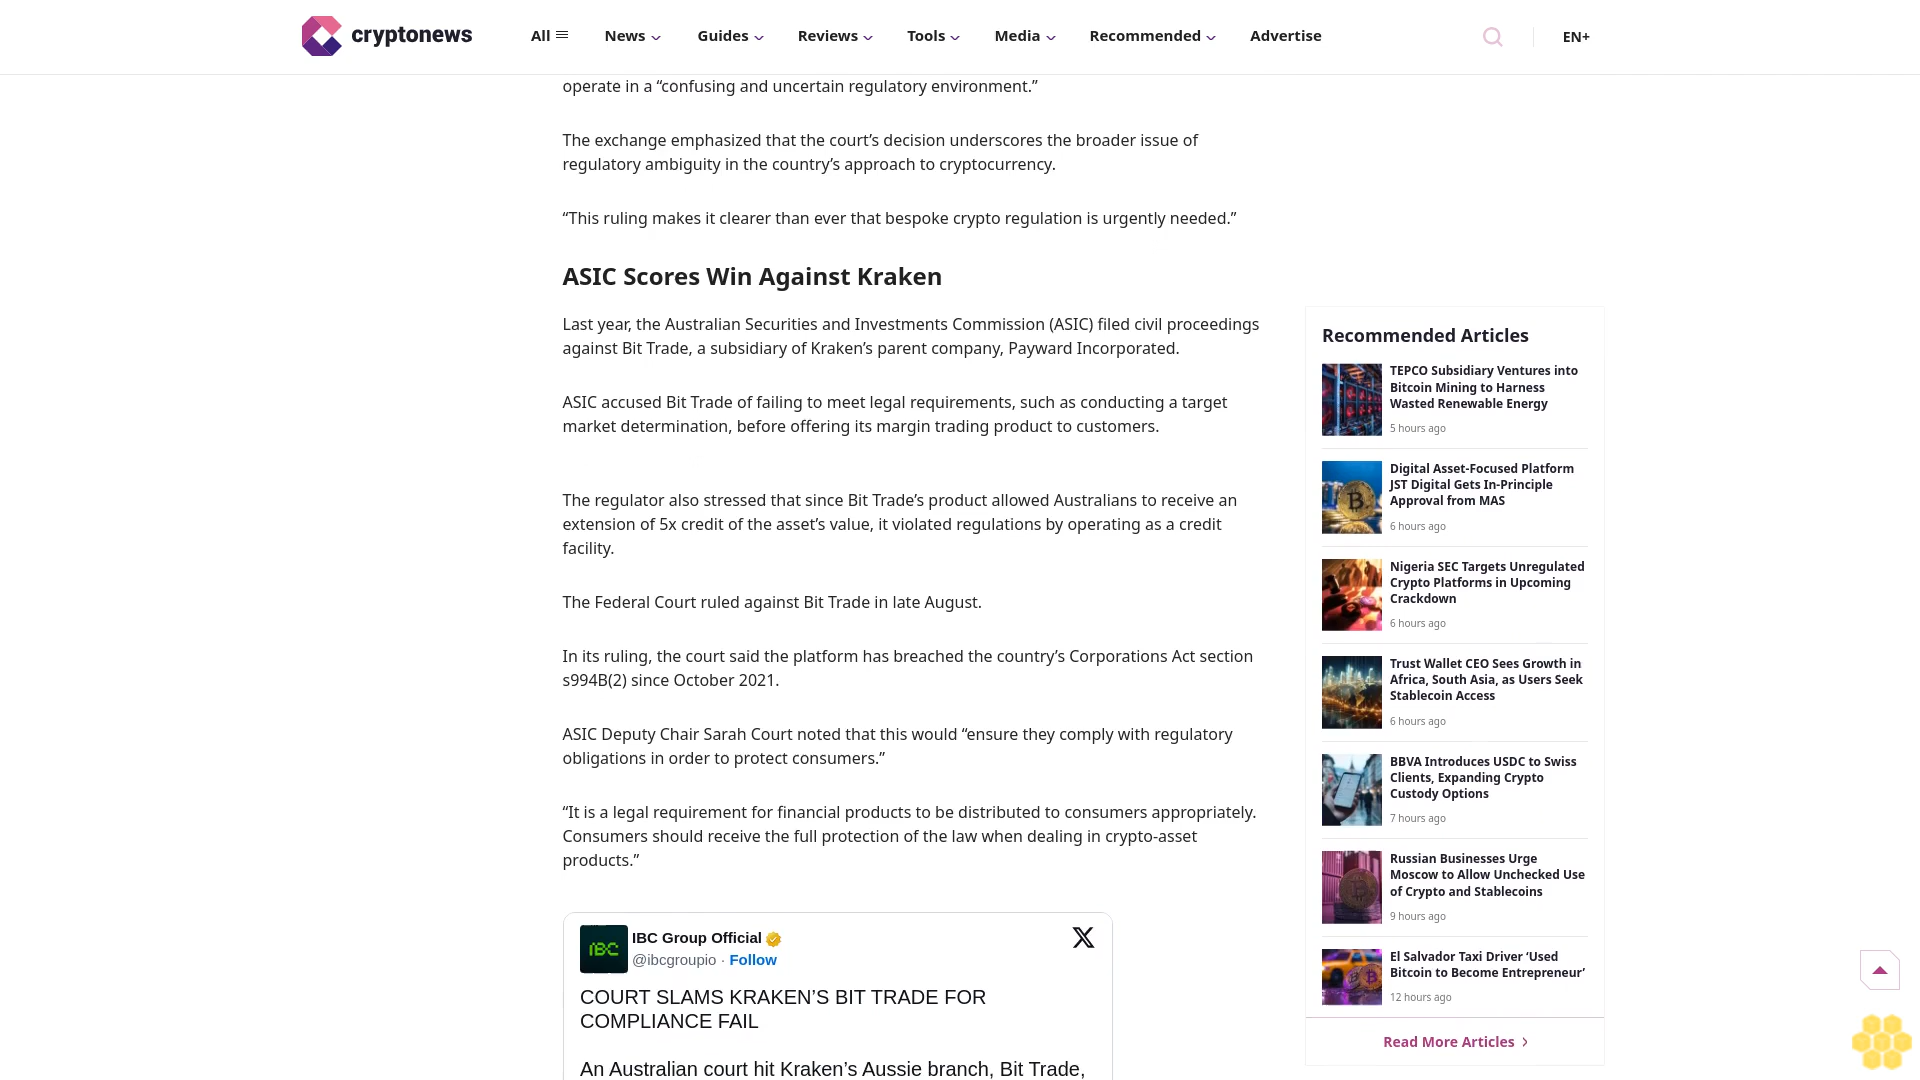 cryptonews
All
News
Guides
Reviews
Tools
Media
Recommended
Advertise
EN+
operate in a “confusing and uncertain regulatory environment.”
The exchange emphasized that the court’s decision underscores the broader issue of
regulatory ambiguity in the country’s approach to cryptocurrency.
“This ruling makes it clearer than ever that bespoke crypto regulation is urgently needed.”
ASIC Scores Win Against Kraken
Last year, the Australian Securities and Investments Commission (ASIC) filed civil proceedings
against Bit Trade, a subsidiary of Kraken’s parent company, Payward Incorporated.
ASIC accused Bit Trade of failing to meet legal requirements, such as conducting a target
market determination, before offering its margin trading product to customers.
The regulator also stressed that since Bit Trade’s product allowed Australians to receive an
extension of 5x credit of the asset’s value, it violated regulations by operating as a credit
facility.
The Federal Court ruled against Bit Trade in late August.
In its ruling, the court said the platform has breached the country’s Corporations Act section
s994B(2) since October 2021.
ASIC Deputy Chair Sarah Court noted that this would “ensure they comply with regulatory
obligations in order to protect consumers.”
“It is a legal requirement for financial products to be distributed to consumers appropriately.
Consumers should receive the full protection of the law when dealing in crypto-asset
products.”
IBC
IBC Group Official
@ibcgroupio · Follow
COURT SLAMS KRAKEN’S BIT TRADE FOR
COMPLIANCE FAIL
An Australian court hit Kraken’s Aussie branch, Bit Trade,
Recommended Articles
TEPCO Subsidiary Ventures into
Bitcoin Mining to Harness
Wasted Renewable Energy
5 hours ago
Digital Asset-Focused Platform
JST Digital Gets In-Principle
Approval from MAS
6 hours ago
Nigeria SEC Targets Unregulated
Crypto Platforms in Upcoming
Crackdown
6 hours ago
Trust Wallet CEO Sees Growth in
Africa, South Asia, as Users Seek
Stablecoin Access
6 hours ago
BBVA Introduces USDC to Swiss
Clients, Expanding Crypto
Custody Options
7 hours ago
Russian Businesses Urge
Moscow to Allow Unchecked Use
of Crypto and Stablecoins
9 hours ago
El Salvador Taxi Driver ‘Used
Bitcoin to Become Entrepreneur’
12 hours ago
Read More Articles